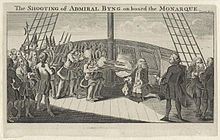 The SHOOTING of ADMIRAL BYNG on board the MONARQUE.